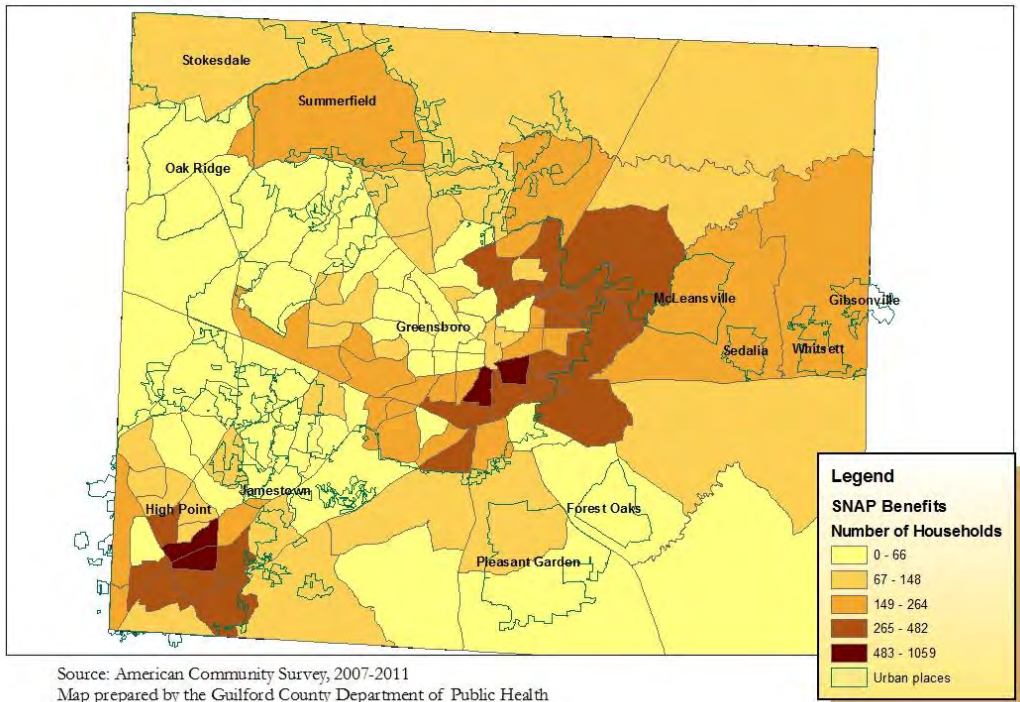 Stokesdale
Summerfield
Oak Ridge
McLeansville
Gibsonville
Greensboro
Sedalia
Whitsett
Jamestown
High Point
Forest Oaks
Pleasant Garden
Legend
SNAP Benefits
Number of Households
0 - 66
67 - 148
149 - 264
265 - 482
483 - 1059
Urban places
Source: American Community Survey, 2007-2011
Map prepared by the Guilford County Department of Public Health